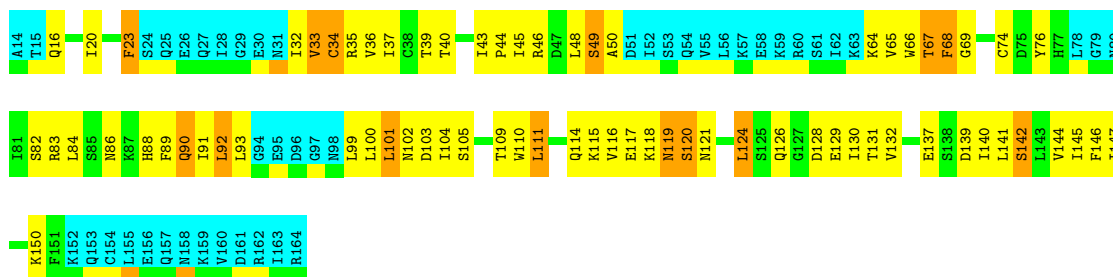 A14 T15 Q16 I20 F23 S24 Q25 E26 Q27 I28 G29 E30 N31 I32 V33 C34 R35 V36 I37 C38 T39 T40 I43 P44 I45 R46 D47 L48 S49 A50 D51 I52 S53 Q54 V55 L56 K57 E58 K59 R60 S61 I62 K63 K64 V65 W66 T67 F68 G69 C74 D75 Y76 H77 L78 G79
I81 S82 R83 L84 S85 N86 K87 H88 F89 Q90 I91 L92 L93 G94 E95 D96 G97 N98 L99 L100 L101 N102 D103 I104 S105 T109 W110 L111 Q114 K115 V116 E117 K118 N119 S120 N121 L124 S125 Q126 G127 D128 E129 I130 T131 V132 E137 S138 D139 I140 L141 S142 L143 V144 I145 F146
K150 F151 K152 Q153 C154 L155 E156 Q157 N158 K159 V160 D161 R162 I163 R164